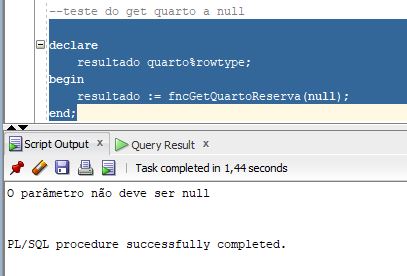 --teste do get quarto a null
declare
resultado quarto%rowtype;
begin
resultado := fncGetQuartoReserva(null);
end;
Script Output x Query Result x
Task completed in 1,44 seconds
O parâmetro não deve ser null
PL/SQL procedure successfully completed.